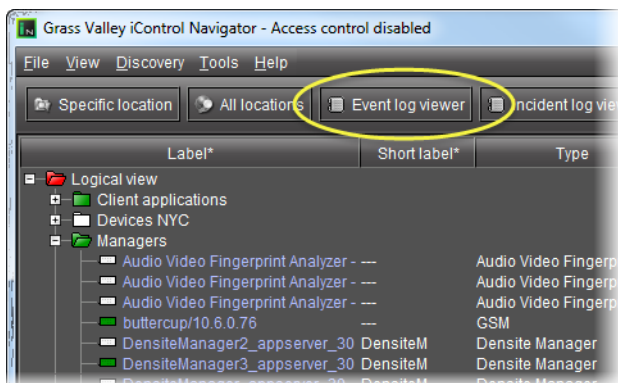 Grass Valley iControl Navigator - Access control disabled
File View Discovery Tools Help
Specific location All locations Event log viewer Incident log vie
Label* Short label* Type
Logical view
Client applications
Devices NYC
Managers
Audio Video Fingerprint Analyzer - --- Audio Video Fingerp
Audio Video Fingerprint Analyzer - --- Audio Video Fingerp
Audio Video Fingerprint Analyzer - --- Audio Video Fingerp
buttercup/10.6.0.76 --- GSM
DensiteManager2_appserver_30 DensiteM Densite Manager
DensiteManager3_appserver_30 DensiteM Densite Manager